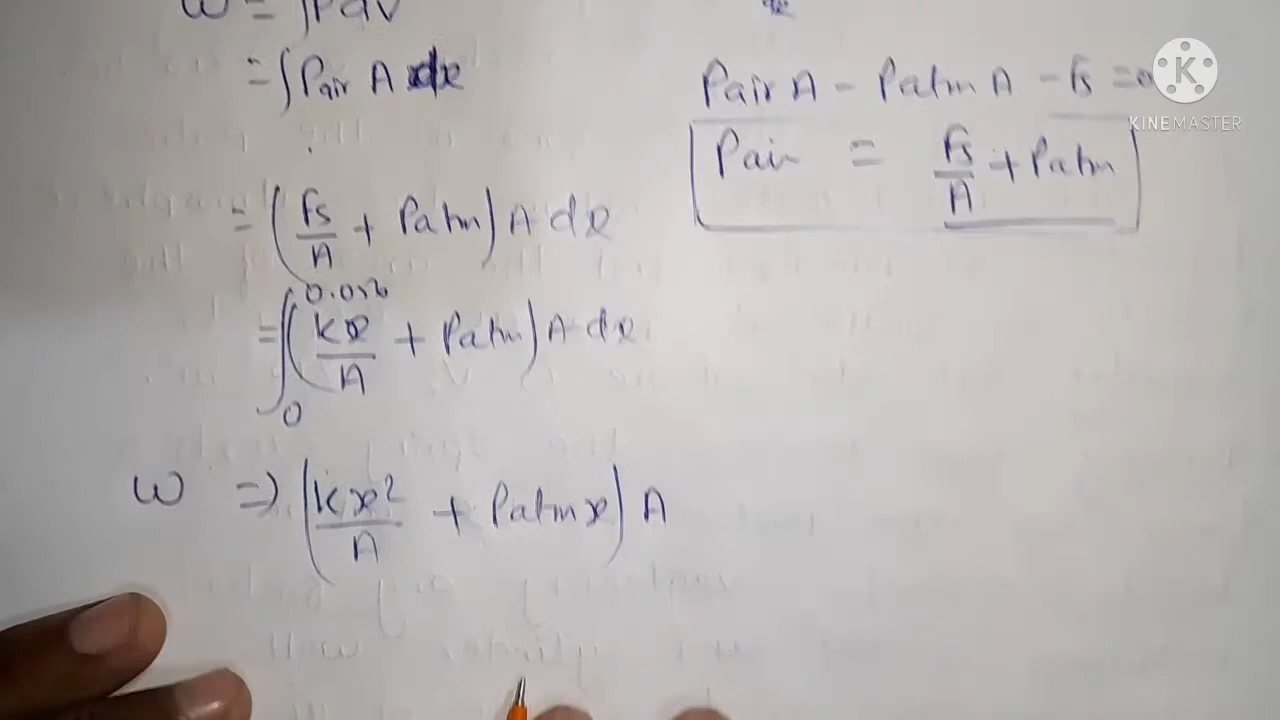 W = ∫PdV
= ∫Pair A dx
= (Fs/A + Patm) A dx
= ∫₀^0.05 (kx/A + Patm) A dx
W ⇒ (kx²/A + Patm x) A
Pair A - Patm A - Fs = 0
Pair = Fs/A + Patm
K
KINEMASTER